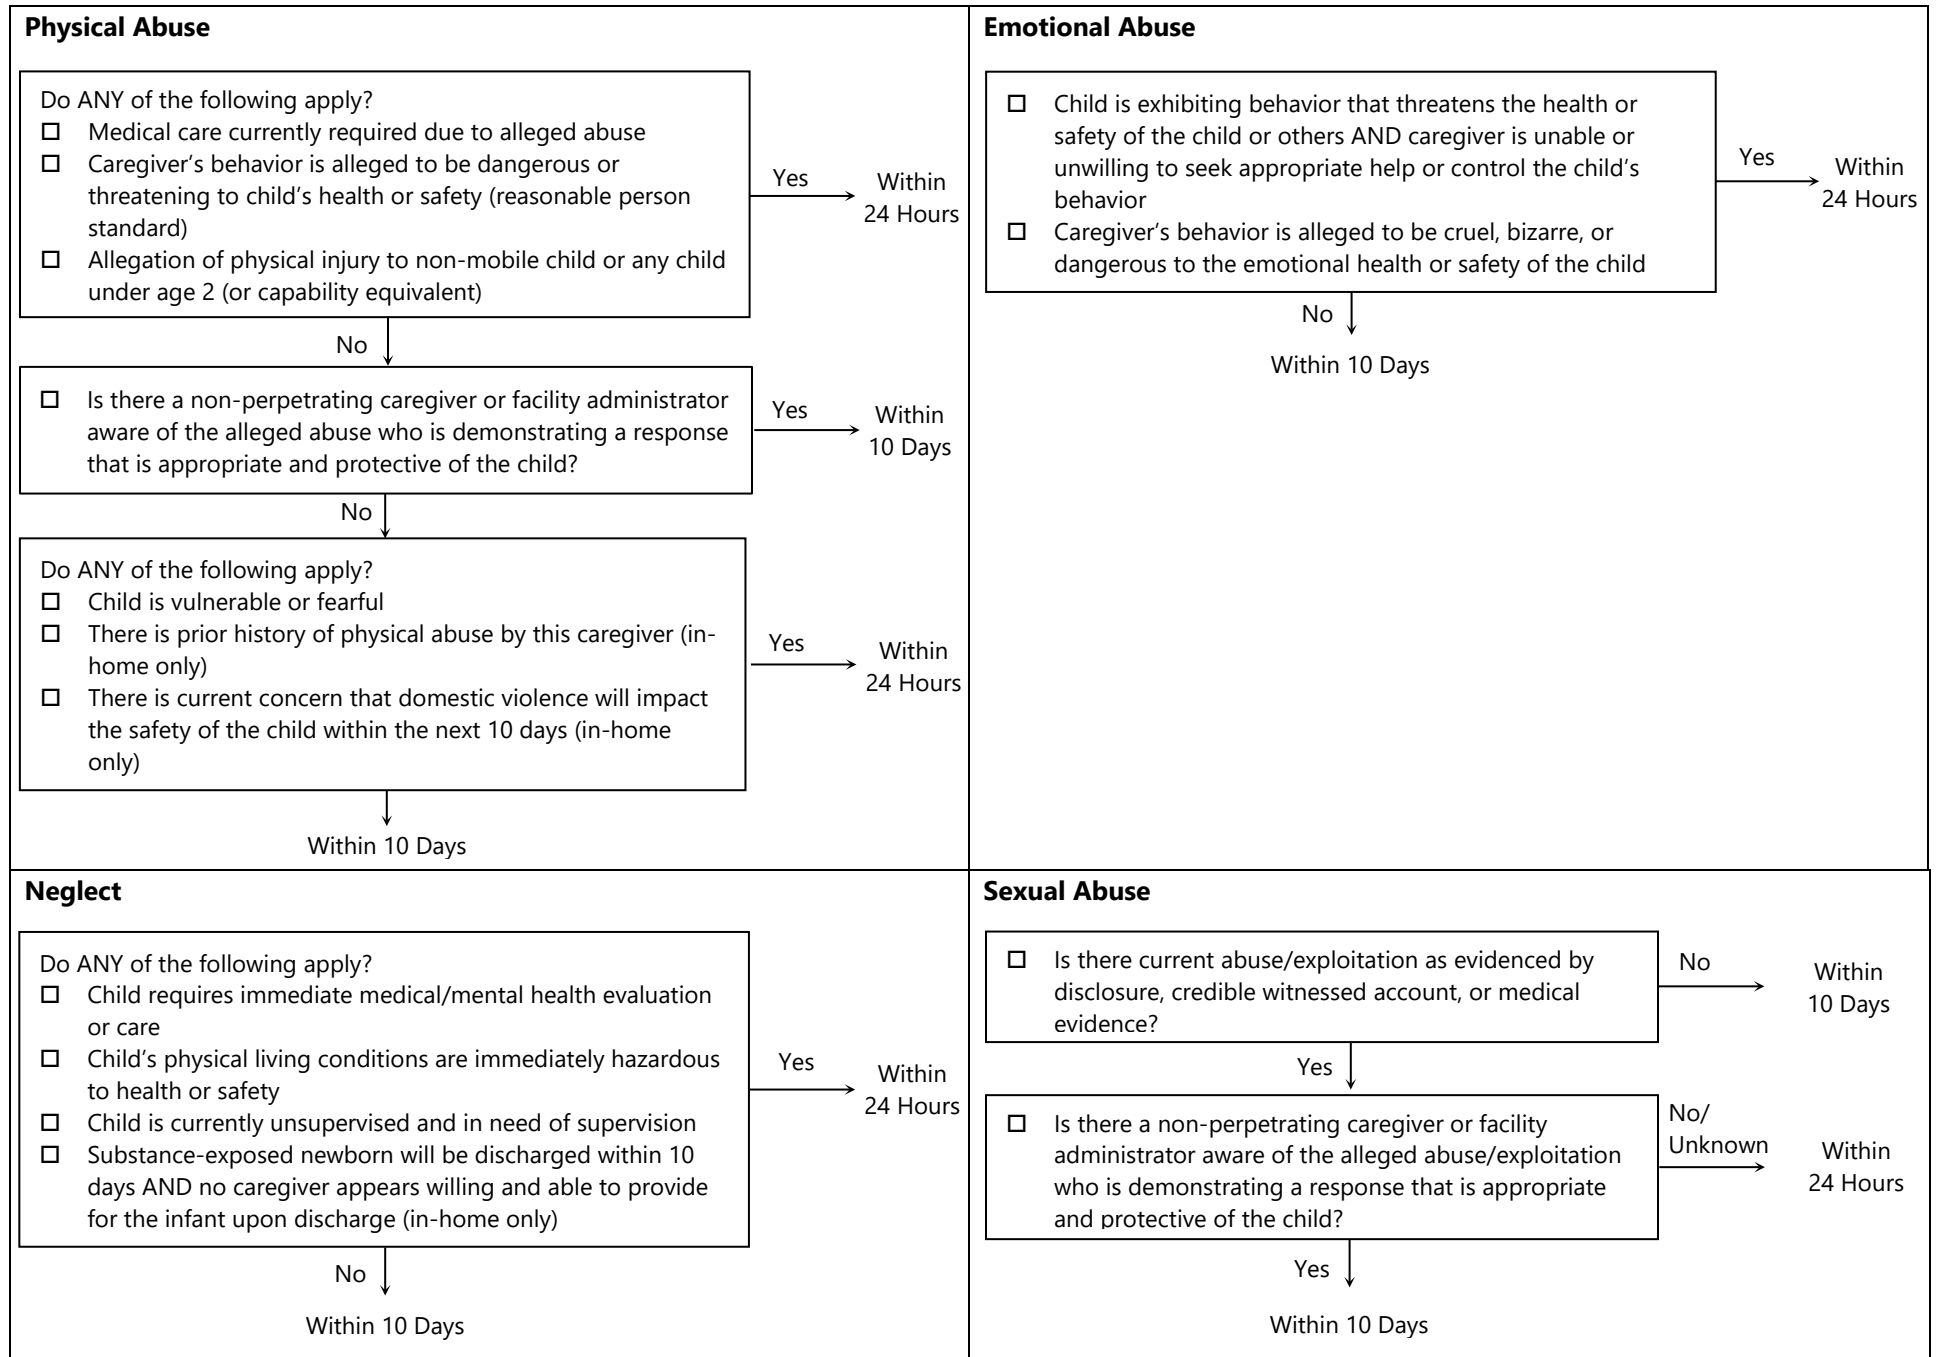 Physical Abuse
Do ANY of the following apply?
☐ Medical care currently required due to alleged abuse
☐ Caregiver’s behavior is alleged to be dangerous or
threatening to child’s health or safety (reasonable person
standard)
☐ Allegation of physical injury to non-mobile child or any child
under age 2 (or capability equivalent)
Yes
Within
24 Hours
No
☐ Is there a non-perpetrating caregiver or facility administrator
aware of the alleged abuse who is demonstrating a response
that is appropriate and protective of the child?
Yes
Within
10 Days
No
Do ANY of the following apply?
☐ Child is vulnerable or fearful
☐ There is prior history of physical abuse by this caregiver (in-
home only)
☐ There is current concern that domestic violence will impact
the safety of the child within the next 10 days (in-home
only)
Yes
Within
24 Hours
Within 10 Days
Emotional Abuse
☐ Child is exhibiting behavior that threatens the health or
safety of the child or others AND caregiver is unable or
unwilling to seek appropriate help or control the child’s
behavior
☐ Caregiver’s behavior is alleged to be cruel, bizarre, or
dangerous to the emotional health or safety of the child
Yes
Within
24 Hours
No
Within 10 Days
Neglect
Do ANY of the following apply?
☐ Child requires immediate medical/mental health evaluation
or care
☐ Child’s physical living conditions are immediately hazardous
to health or safety
☐ Child is currently unsupervised and in need of supervision
☐ Substance-exposed newborn will be discharged within 10
days AND no caregiver appears willing and able to provide
for the infant upon discharge (in-home only)
Yes
Within
24 Hours
No
Within 10 Days
Sexual Abuse
☐ Is there current abuse/exploitation as evidenced by
disclosure, credible witnessed account, or medical
evidence?
No
Within
10 Days
Yes
☐ Is there a non-perpetrating caregiver or facility
administrator aware of the alleged abuse/exploitation
who is demonstrating a response that is appropriate
and protective of the child?
No/
Unknown
Within
24 Hours
Yes
Within 10 Days